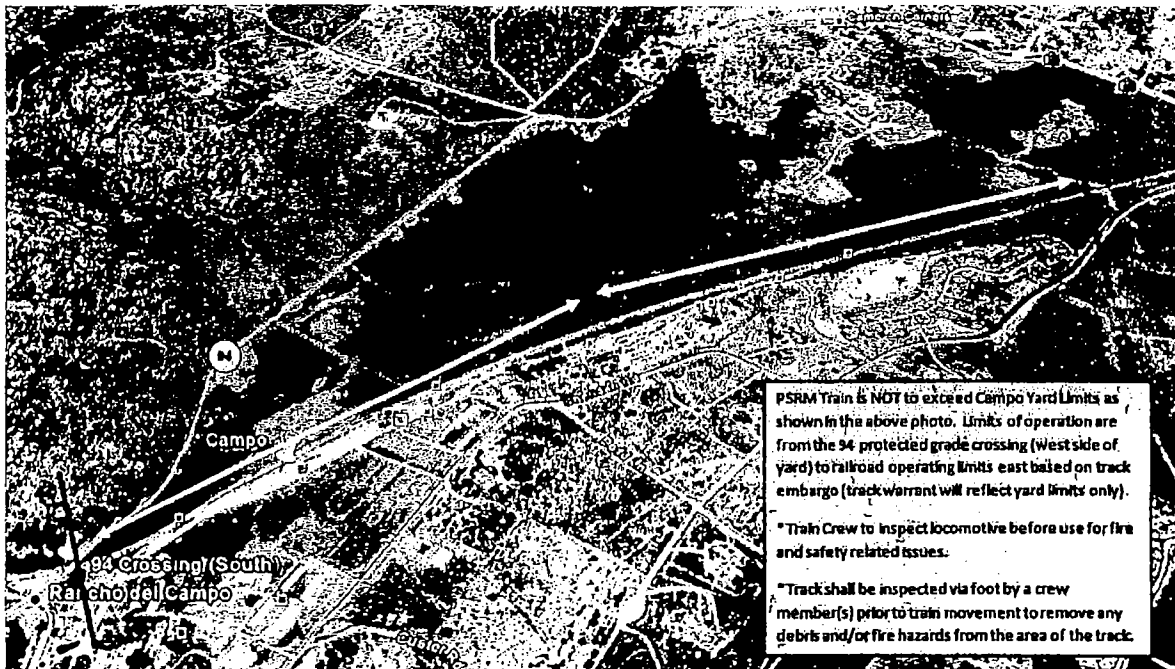 Cameron Corners
N
Campo
94 Crossing (South)
Rancho del Campo
PSRM Train is NOT to exceed Campo Yard Limits as
shown in the above photo. Limits of operation are
from the 94 protected grade crossing (west side of
yard) to railroad operating limits east based on track
embargo (track warrant will reflect yard limits only).
*Train Crew to inspect locomotive before use for fire
and safety related issues.
*Track shall be inspected via foot by a crew
member(s) prior to train movement to remove any
debris and/or fire hazards from the area of the track.